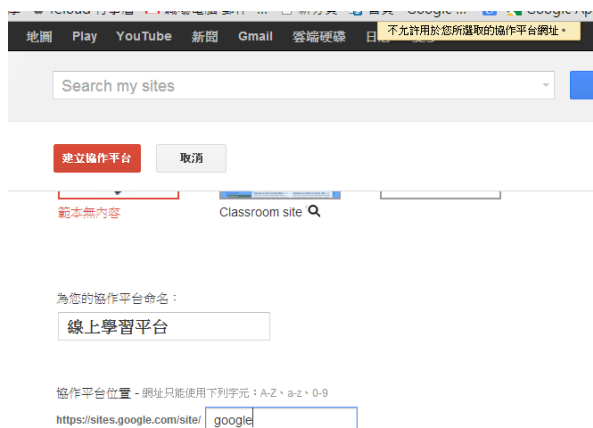 不允許用於您所選取的協作平台網址。
地圖 Play YouTube 新聞 Gmail 雲端硬碟
Search my sites
建立協作平台 取消
範本無內容 Classroom site
為您的協作平台命名：
線上學習平台
協作平台位置 - 網址只能使用下列字元：A-Z、a-z、0-9
https://sites.google.com/site/ google